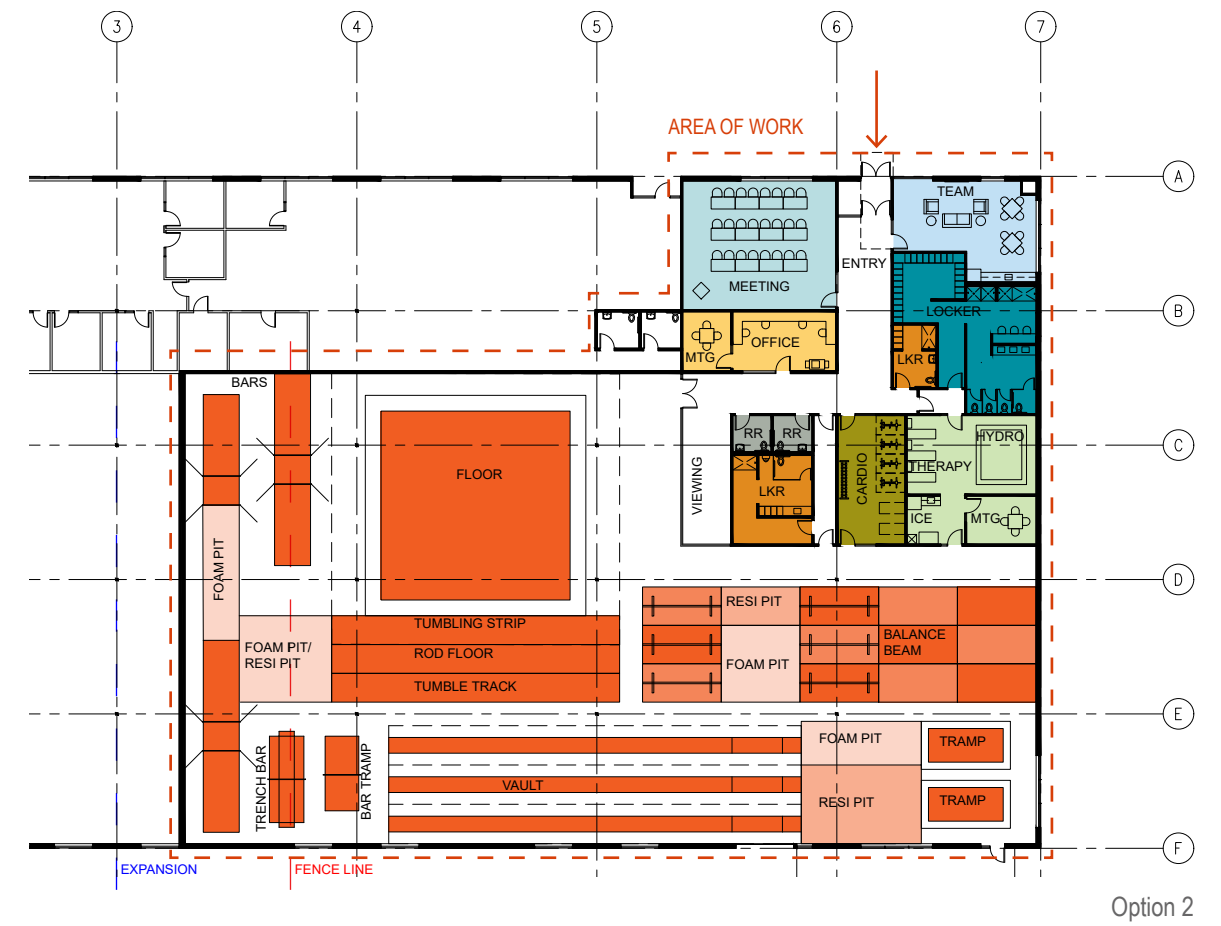 3
4
5
6
7
AREA OF WORK
A
TEAM
ENTRY
MEETING
B
LOCKER
OFFICE
MTG
LKR
BARS
RR
RR
HYDRO
C
FLOOR
VIEWING
CARDIO
THERAPY
LKR
ICE
MTG
FOAM PIT
D
RESI PIT
TUMBLING STRIP
FOAM PIT/
RESI PIT
ROD FLOOR
BALANCE
BEAM
FOAM PIT
TUMBLE TRACK
E
FOAM PIT
TRAMP
TRENCH BAR
BAR TRAMP
VAULT
RESI PIT
TRAMP
F
EXPANSION
FENCE LINE
Option 2